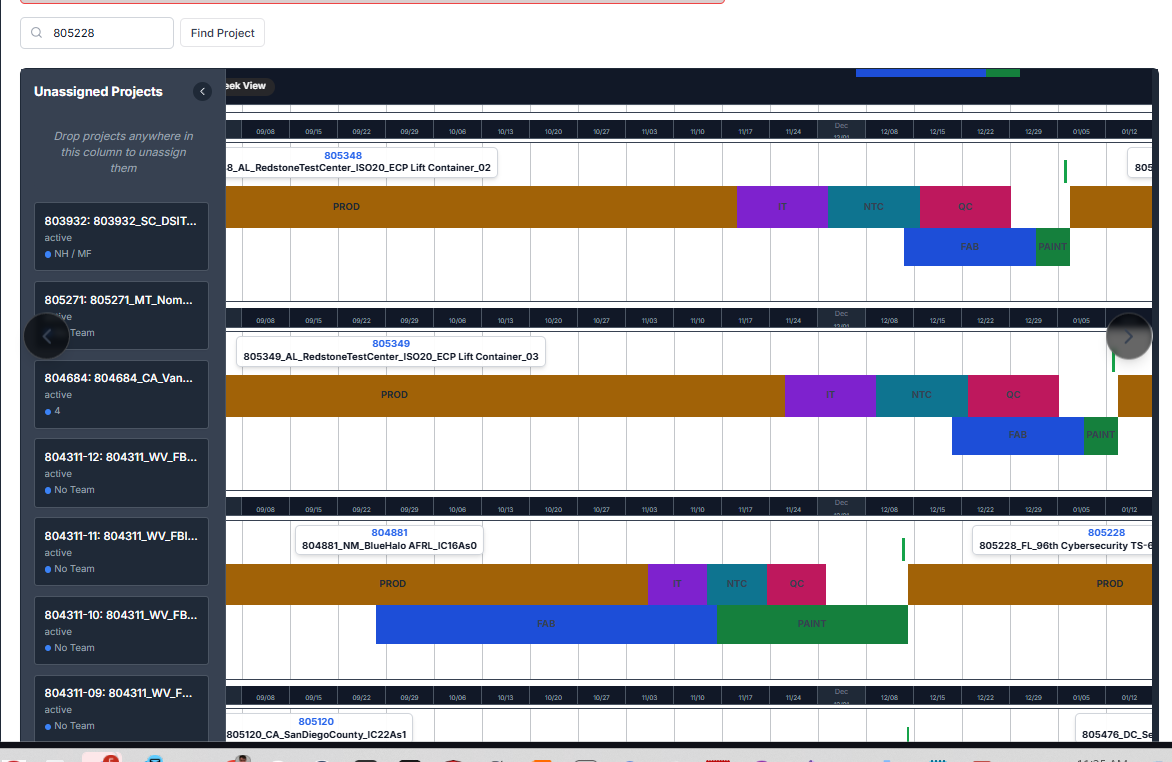 805228
Find Project
Unassigned Projects
eek View
Drop projects anywhere in
this column to unassign
them
803932: 803932_SC_DSIT...
active
NH / MF
805271: 805271_MT_Nom...
Team
804684: 804684_CA_Van...
active
4
804311-12: 804311_WV_FB...
active
No Team
804311-11: 804311_WV_FBI...
active
No Team
804311-10: 804311_WV_FB...
active
No Team
804311-09: 804311_WV_F...
active
No Team
09/08 09/15 09/22 09/29 10/06 10/13 10/20 10/27 11/03 11/10 11/17 11/24 Dec 12/01 12/08 12/15 12/22 12/29 01/05 01/12
805348
8_AL_RedstoneTestCenter_ISO20_ECP Lift Container_02
805
PROD IT NTC QC
FAB PAINT
09/08 09/15 09/22 09/29 10/06 10/13 10/20 10/27 11/03 11/10 11/17 11/24 Dec 12/01 12/08 12/15 12/22 12/29 01/05 01/12
805349
805349_AL_RedstoneTestCenter_ISO20_ECP Lift Container_03
PROD IT NTC QC
FAB PAINT
09/08 09/15 09/22 09/29 10/06 10/13 10/20 10/27 11/03 11/10 11/17 11/24 Dec 12/08 12/15 12/22 12/29 01/05 01/12
804881
804881_NM_BlueHalo AFRL_IC16As0
805228
805228_FL_96th Cybersecurity TS-6
PROD IT NTC QC PROD
FAB PAINT
09/08 09/15 09/22 09/29 10/06 10/13 10/20 10/27 11/03 11/10 11/17 11/24 Dec 12/08 12/15 12/22 12/29 01/05 01/12
805120
805120_CA_SanDiegoCounty_IC22As1
805476_DC_Se